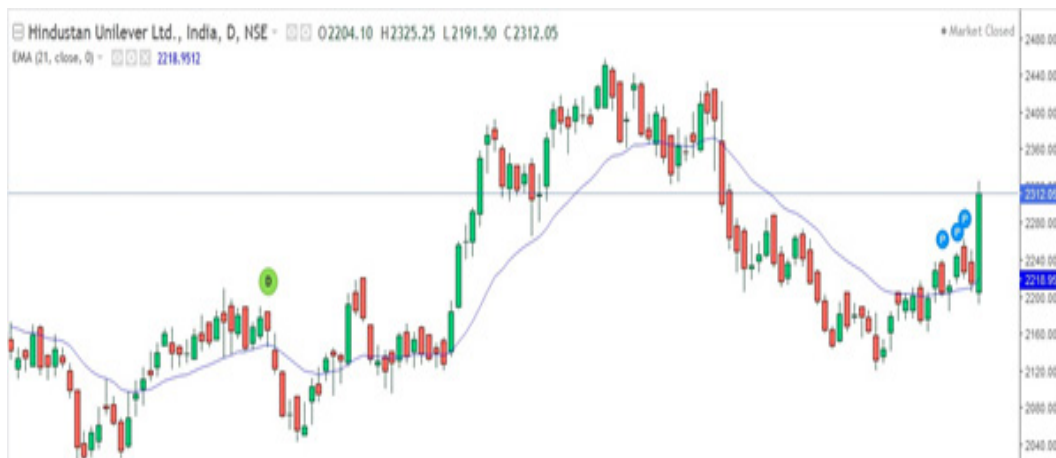 Hindustan Unilever Ltd., India, D, NSE O2204.10 H2325.25 L2191.50 C2312.05
Market Closed
EMA (21, close, 0) 2218.9512
2480.00
2440.00
2400.00
2360.00
2312.05
2280.00
2240.00
2218.95
2200.00
2160.00
2120.00
2080.00
2040.00
D
P
P
P